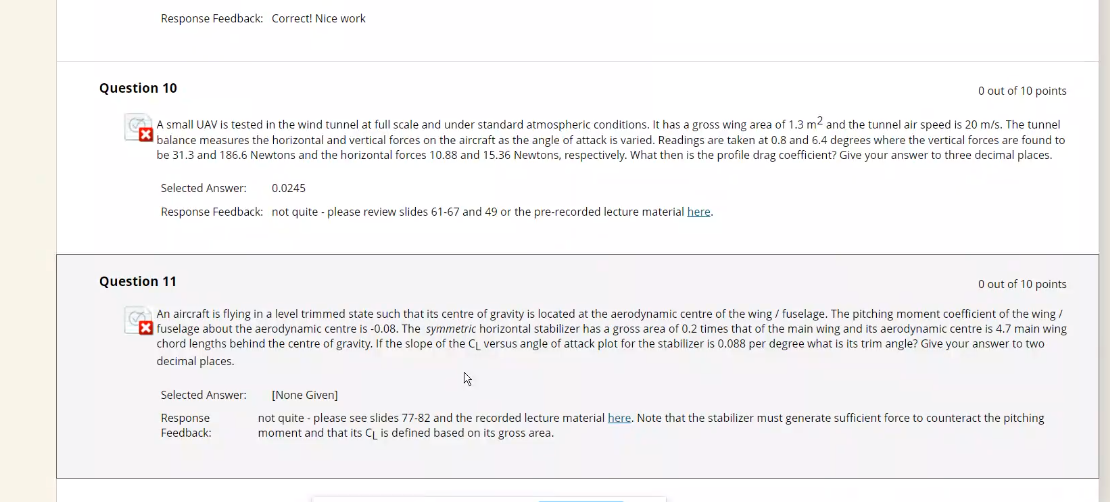 Response Feedback: Correct! Nice work
Question 10
0 out of 10 points
A small UAV is tested in the wind tunnel at full scale and under standard atmospheric conditions. It has a gross wing area of 1.3 m2 and the tunnel air speed is 20 m/s. The tunnel
balance measures the horizontal and vertical forces on the aircraft as the angle of attack is varied. Readings are taken at 0.8 and 6.4 degrees where the vertical forces are found to
be 31.3 and 186.6 Newtons and the horizontal forces 10.88 and 15.36 Newtons, respectively. What then is the profile drag coefficient? Give your answer to three decimal places.
Selected Answer: 0.0245
Response Feedback: not quite - please review slides 61-67 and 49 or the pre-recorded lecture material here.
Question 11
0 out of 10 points
An aircraft is flying in a level trimmed state such that its centre of gravity is located at the aerodynamic centre of the wing / fuselage. The pitching moment coefficient of the wing /
fuselage about the aerodynamic centre is -0.08. The symmetric horizontal stabilizer has a gross area of 0.2 times that of the main wing and its aerodynamic centre is 4.7 main wing
chord lengths behind the centre of gravity. If the slope of the CL versus angle of attack plot for the stabilizer is 0.088 per degree what is its trim angle? Give your answer to two
decimal places.
Selected Answer: [None Given]
Response Feedback: not quite - please see slides 77-82 and the recorded lecture material here. Note that the stabilizer must generate sufficient force to counteract the pitching
moment and that its CL is defined based on its gross area.